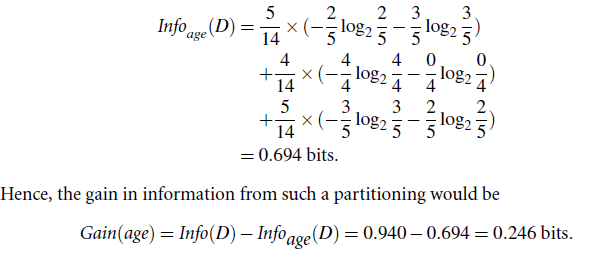 Info_age(D) = 5/14 × (−2/5 log₂ 2/5 − 3/5 log₂ 3/5)
+ 4/14 × (−4/4 log₂ 4/4 − 0/4 log₂ 0/4)
+ 5/14 × (−3/5 log₂ 3/5 − 2/5 log₂ 2/5)
= 0.694 bits.
Hence, the gain in information from such a partitioning would be
Gain(age) = Info(D) − Info_age(D) = 0.940 − 0.694 = 0.246 bits.